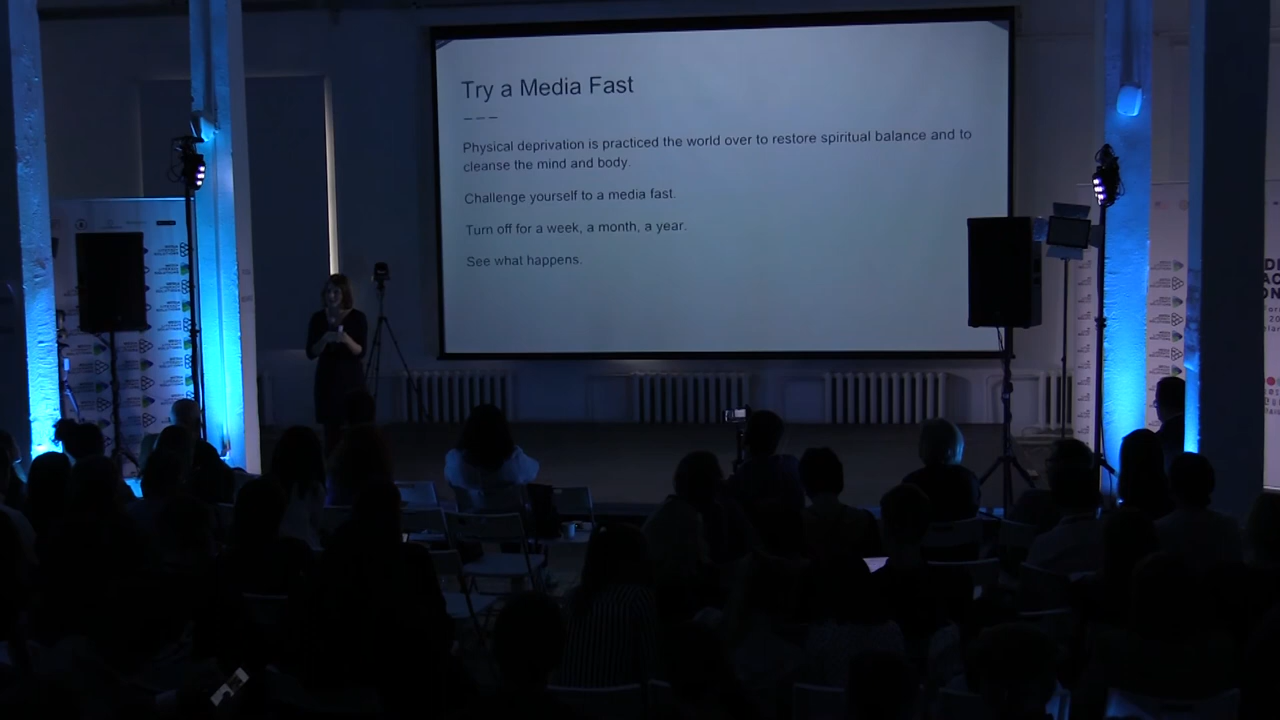 Try a Media Fast
---
Physical deprivation is practiced the world over to restore spiritual balance and to
cleanse the mind and body.
Challenge yourself to a media fast.
Turn off for a week, a month, a year.
See what happens.